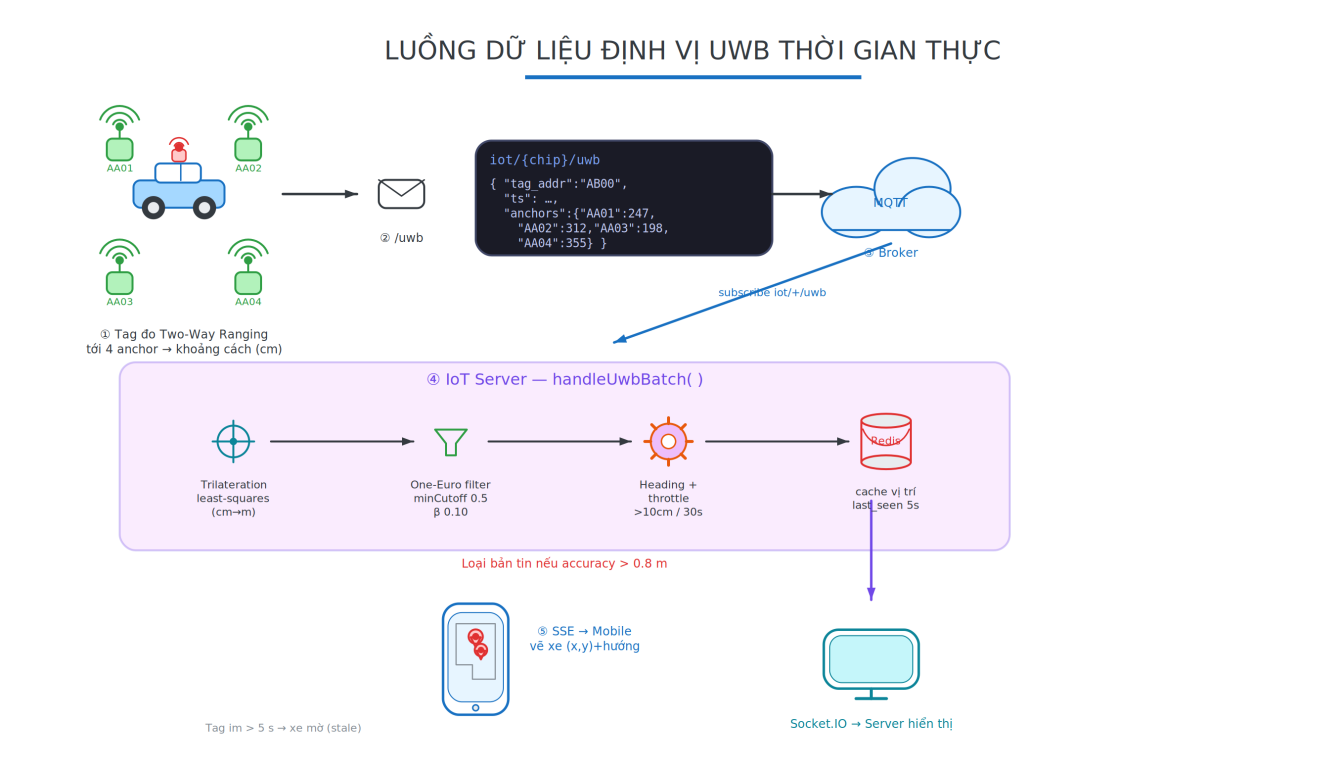 LUỒNG DỮ LIỆU ĐỊNH VỊ UWB THỜI GIAN THỰC
AA01
AA02
AA03
AA04
① Tag đo Two-Way Ranging
tới 4 anchor → khoảng cách (cm)
② /uwb
iot/{chip}/uwb
{ "tag_addr":"AB00",
"ts": …,
"anchors":{"AA01":247,
"AA02":312,"AA03":198,
"AA04":355} }
MQTT
③ Broker
subscribe iot/+/uwb
④ IoT Server — handleUwbBatch( )
Trilateration
least-squares
(cm→m)
One-Euro filter
minCutoff 0.5
β 0.10
Heading +
throttle
>10cm / 30s
Redis
cache vị trí
last_seen 5s
Loại bản tin nếu accuracy > 0.8 m
⑤ SSE → Mobile
vẽ xe (x,y)+hướng
Socket.IO → Server hiển thị
Tag im > 5 s → xe mờ (stale)